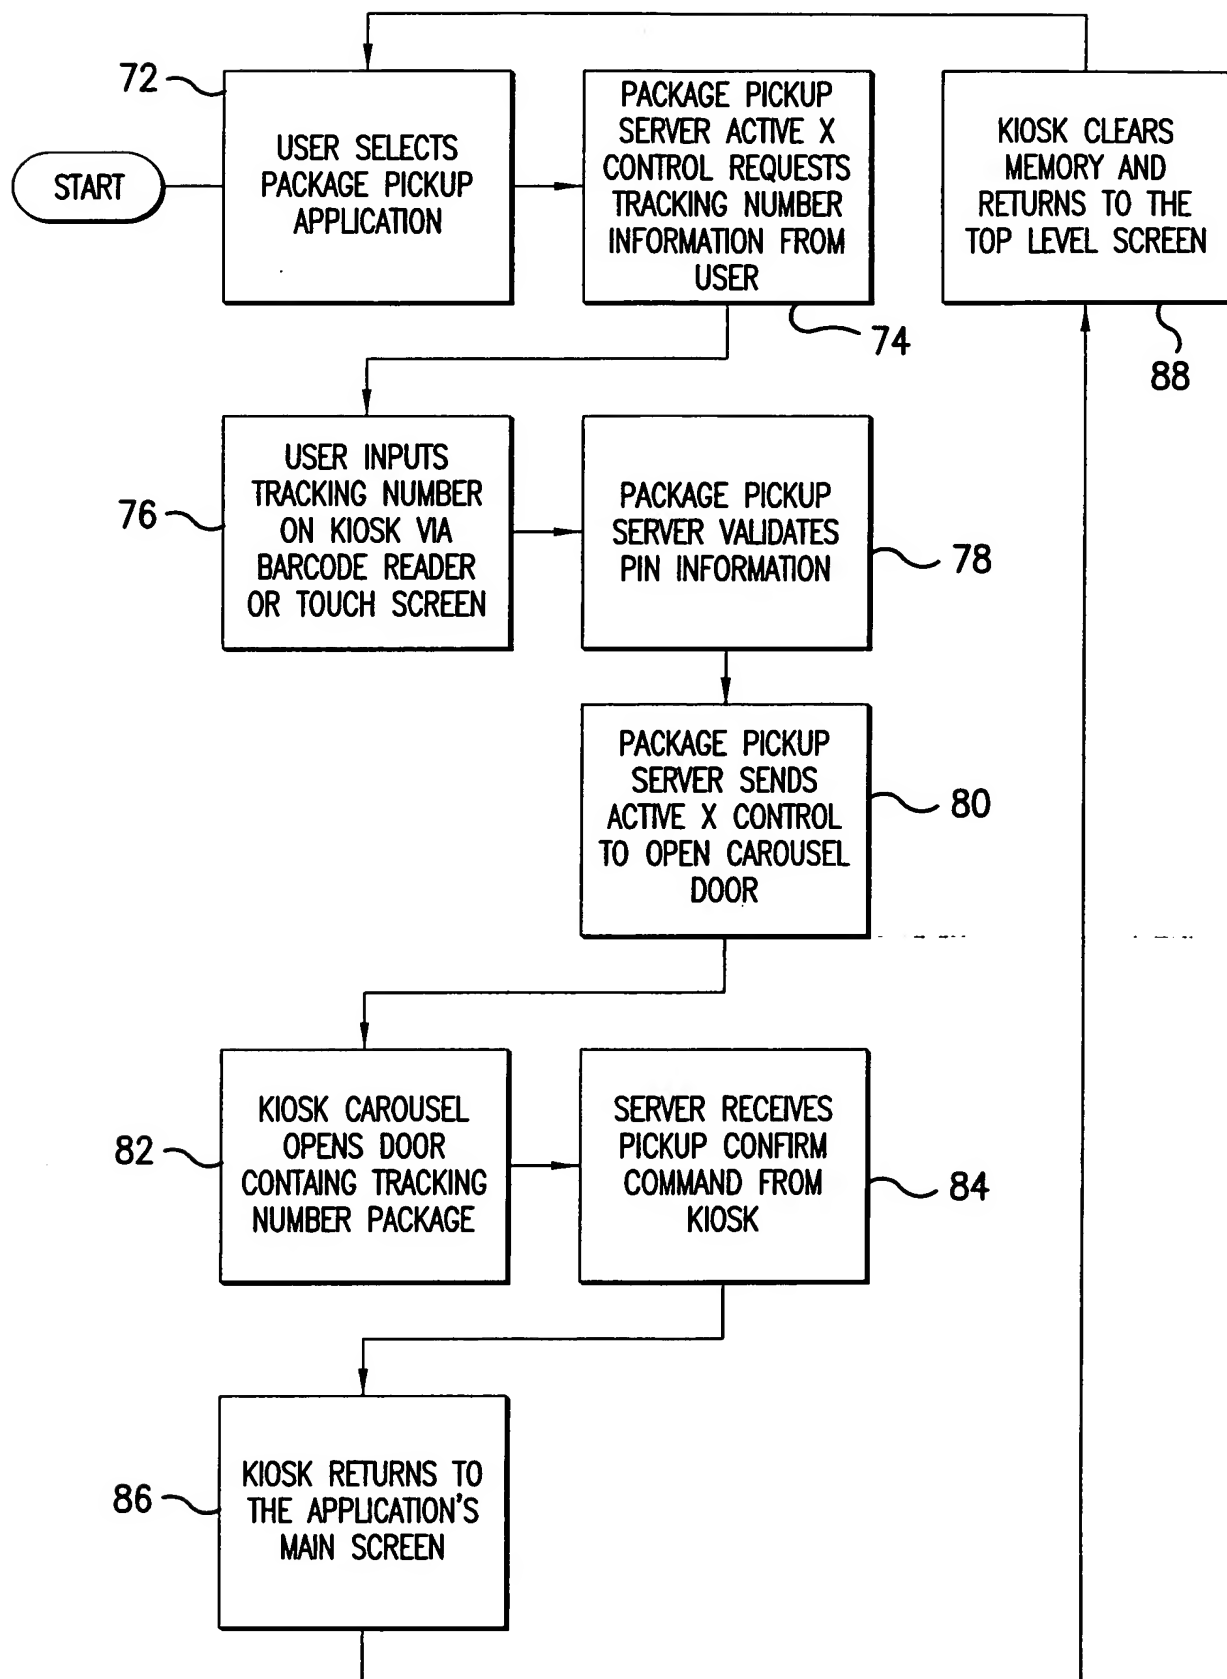 START
72
USER SELECTS
PACKAGE PICKUP
APPLICATION
PACKAGE PICKUP
SERVER ACTIVE X
CONTROL REQUESTS
TRACKING NUMBER
INFORMATION FROM
USER
74
KIOSK CLEARS
MEMORY AND
RETURNS TO THE
TOP LEVEL SCREEN
88
76
USER INPUTS
TRACKING NUMBER
ON KIOSK VIA
BARCODE READER
OR TOUCH SCREEN
PACKAGE PICKUP
SERVER VALIDATES
PIN INFORMATION
78
PACKAGE PICKUP
SERVER SENDS
ACTIVE X CONTROL
TO OPEN CAROUSEL
DOOR
80
82
KIOSK CAROUSEL
OPENS DOOR
CONTAING TRACKING
NUMBER PACKAGE
SERVER RECEIVES
PICKUP CONFIRM
COMMAND FROM
KIOSK
84
86
KIOSK RETURNS TO
THE APPLICATION'S
MAIN SCREEN